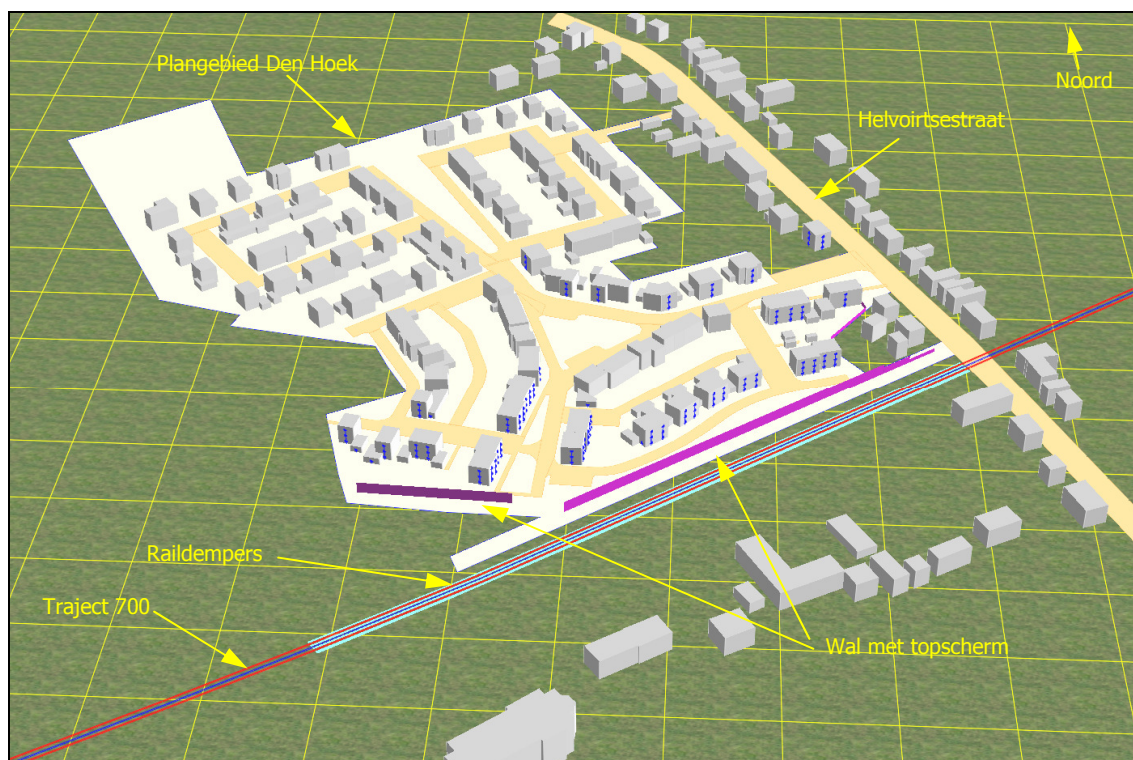 Plangebied Den Hoek
Noord
Helvoirtsestraat
Raildempers
Traject 700
Wal met topscherm